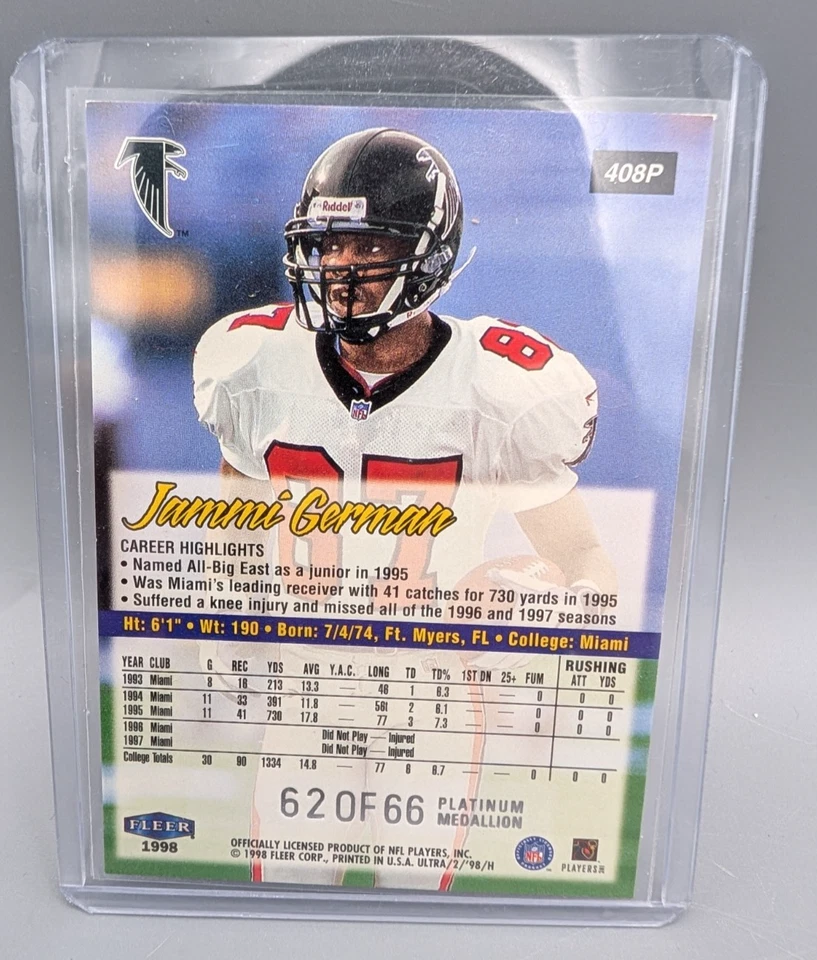 408P
Riddell
87
87
NFL
TM
Jammi German
CAREER HIGHLIGHTS
• Named All-Big East as a junior in 1995
• Was Miami's leading receiver with 41 catches for 730 yards in 1995
• Suffered a knee injury and missed all of the 1996 and 1997 seasons
Ht: 6'1" • Wt: 190 • Born: 7/4/74, Ft. Myers, FL • College: Miami
RUSHING
YEAR CLUB G REC YDS AVG Y.A.C. LONG TD TD% 1ST DN 25+ FUM ATT YDS
1993 Miami 8 16 213 13.3 — 46 1 6.3 — — 0 0 0
1994 Miami 11 33 391 11.8 — 56t 2 6.1 — — 0 0 0
1995 Miami 11 41 730 17.8 — 77 3 7.3 — — 0 0 0
1996 Miami Did Not Play — Injured
1997 Miami Did Not Play — Injured
College Totals 30 90 1334 14.8 — 77 6 6.7 — — 0 0 0
62 OF 66 PLATINUM MEDALLION
FLEER
1998
OFFICIALLY LICENSED PRODUCT OF NFL PLAYERS, INC.
© 1998 FLEER CORP., PRINTED IN U.S.A. ULTRA/2/'98/H
NFL
PLAYERS